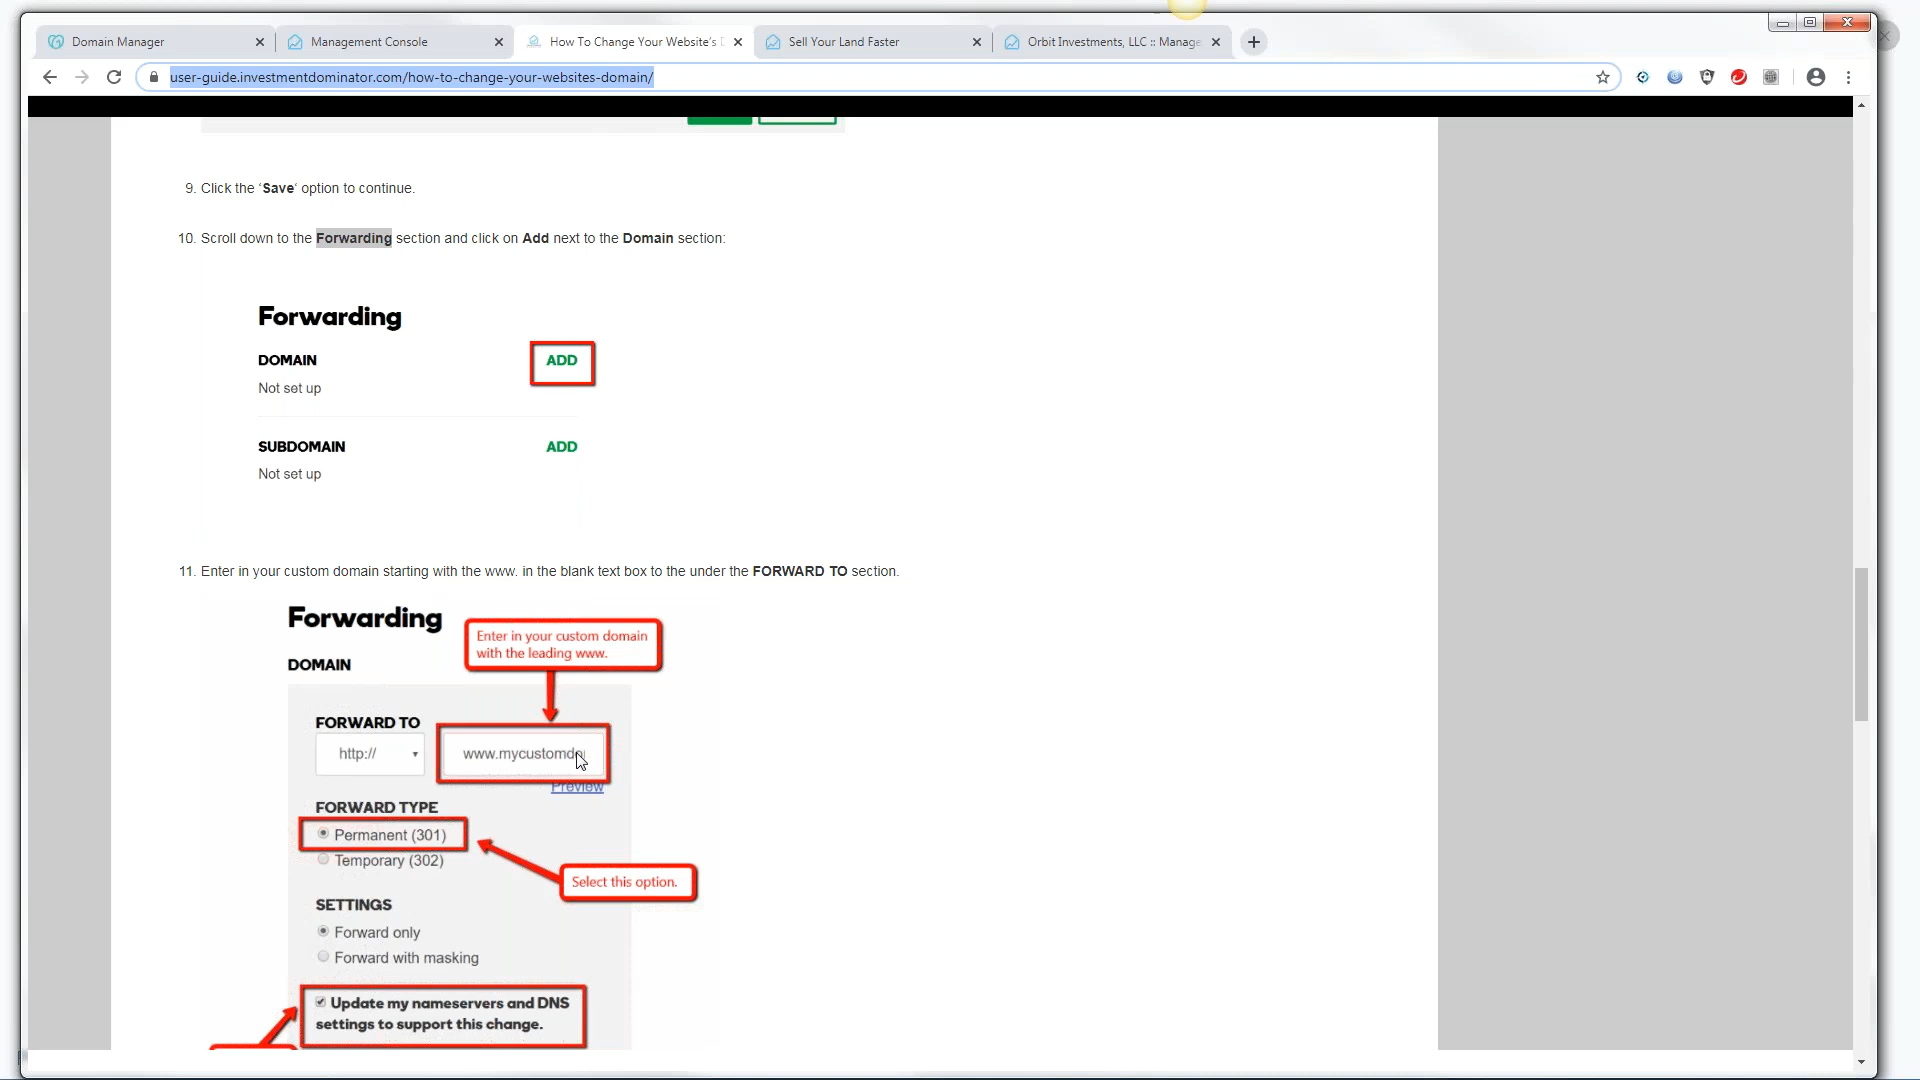 Domain Manager
Management Console
How To Change Your Website's
Sell Your Land Faster
Orbit Investments, LLC :: Manage
user-guide.investmentdominator.com/how-to-change-your-websites-domain/
9. Click the ‘Save‘ option to continue.
10. Scroll down to the Forwarding section and click on Add next to the Domain section:
Forwarding
DOMAIN ADD
Not set up
SUBDOMAIN ADD
Not set up
11. Enter in your custom domain starting with the www. in the blank text box to the under the FORWARD TO section.
Forwarding
Enter in your custom domain
with the leading www.
DOMAIN
FORWARD TO
http:// www.mycustomdo
Preview
FORWARD TYPE
Permanent (301)
Temporary (302)
Select this option.
SETTINGS
Forward only
Forward with masking
Update my nameservers and DNS
settings to support this change.